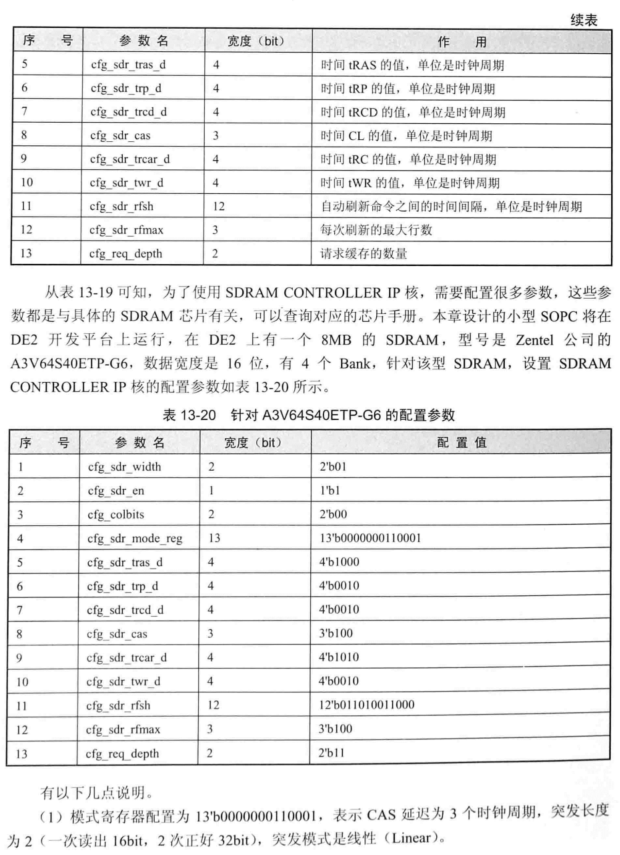 续表
序 号 参 数 名 宽度（bit） 作 用
5 cfg_sdr_tras_d 4 时间 tRAS 的值，单位是时钟周期
6 cfg_sdr_trp_d 4 时间 tRP 的值，单位是时钟周期
7 cfg_sdr_trcd_d 4 时间 tRCD 的值，单位是时钟周期
8 cfg_sdr_cas 3 时间 CL 的值，单位是时钟周期
9 cfg_sdr_trcar_d 4 时间 tRC 的值，单位是时钟周期
10 cfg_sdr_twr_d 4 时间 tWR 的值，单位是时钟周期
11 cfg_sdr_rfsh 12 自动刷新命令之间的时间间隔，单位是时钟周期
12 cfg_sdr_rfmax 3 每次刷新的最大行数
13 cfg_req_depth 2 请求缓存的数量
从表 13-19 可知，为了使用 SDRAM CONTROLLER IP 核，需要配置很多参数，这些参
数都是与具体的 SDRAM 芯片有关，可以查询对应的芯片手册。本章设计的小型 SOPC 将在
DE2 开发平台上运行，在 DE2 上有一个 8MB 的 SDRAM，型号是 Zentel 公司的
A3V64S40ETP-G6，数据宽度是 16 位，有 4 个 Bank，针对该型 SDRAM，设置 SDRAM
CONTROLLER IP 核的配置参数如表 13-20 所示。
表 13-20 针对 A3V64S40ETP-G6 的配置参数
序 号 参 数 名 宽度（bit） 配 置 值
1 cfg_sdr_width 2 2'b01
2 cfg_sdr_en 1 1'b1
3 cfg_colbits 2 2'b00
4 cfg_sdr_mode_reg 13 13'b0000000110001
5 cfg_sdr_tras_d 4 4'b1000
6 cfg_sdr_trp_d 4 4'b0010
7 cfg_sdr_trcd_d 4 4'b0010
8 cfg_sdr_cas 3 3'b100
9 cfg_sdr_trcar_d 4 4'b1010
10 cfg_sdr_twr_d 4 4'b0010
11 cfg_sdr_rfsh 12 12'b011010011000
12 cfg_sdr_rfmax 3 3'b100
13 cfg_req_depth 2 2'b11
有以下几点说明。
（1）模式寄存器配置为 13'b0000000110001，表示 CAS 延迟为 3 个时钟周期，突发长度
为 2（一次读出 16bit，2 次正好 32bit），突发模式是线性（Linear）。